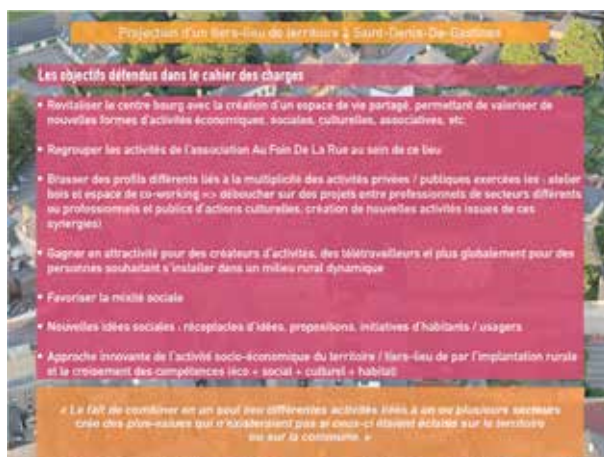 Projection d'un tiers-lieu de territoire à Saint-Denis-De-Gastines
Les objectifs défendus dans le cahier des charges
• Revitaliser le centre bourg avec la création d'un espace de vie partagé, permettant de valoriser de
nouvelles formes d'activités économiques, sociales, culturelles, associatives, etc.
• Regrouper les activités de l'association Au Foin De La Rue au sein de ce lieu
• Brasser des profils différents liés à la multiplicité des activités privées / publiques exercées (ex : atelier
bois et espace de co-working => déboucher sur des projets entre professionnels de secteurs différents
ou professionnels et publics d'actions culturelles, création de nouvelles activités issues de ces
synergies)
• Gagner en attractivité pour des créateurs d'activités, des télétravailleurs et plus globalement pour des
personnes souhaitant s'installer dans un milieu rural dynamique
• Favoriser la mixité sociale
• Nouvelles idées sociales : réceptacles d'idées, propositions, initiatives d'habitants / usagers
• Approche innovante de l'activité socio-économique du territoire / tiers-lieu de par l'implantation rurale
et le croisement des compétences (éco + social + culturel + habitat)
« Le fait de combiner en un seul lieu différentes activités liées à un ou plusieurs secteurs
crée des plus-values qui n'existeraient pas si ceux-ci étaient éclatés sur le territoire
ou sur la commune. »